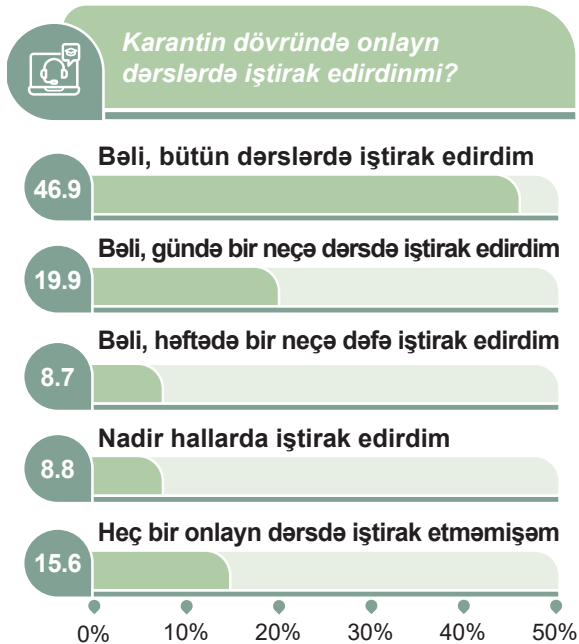 Karantin dövründə onlayn
dərslərdə iştirak edirdinmi?
Bəli, bütün dərslərdə iştirak edirdim
46.9
Bəli, gündə bir neçə dərsdə iştirak edirdim
19.9
Bəli, həftədə bir neçə dəfə iştirak edirdim
8.7
Nadir hallarda iştirak edirdim
8.8
Heç bir onlayn dərsdə iştirak etməmişəm
15.6
0% 10% 20% 30% 40% 50%